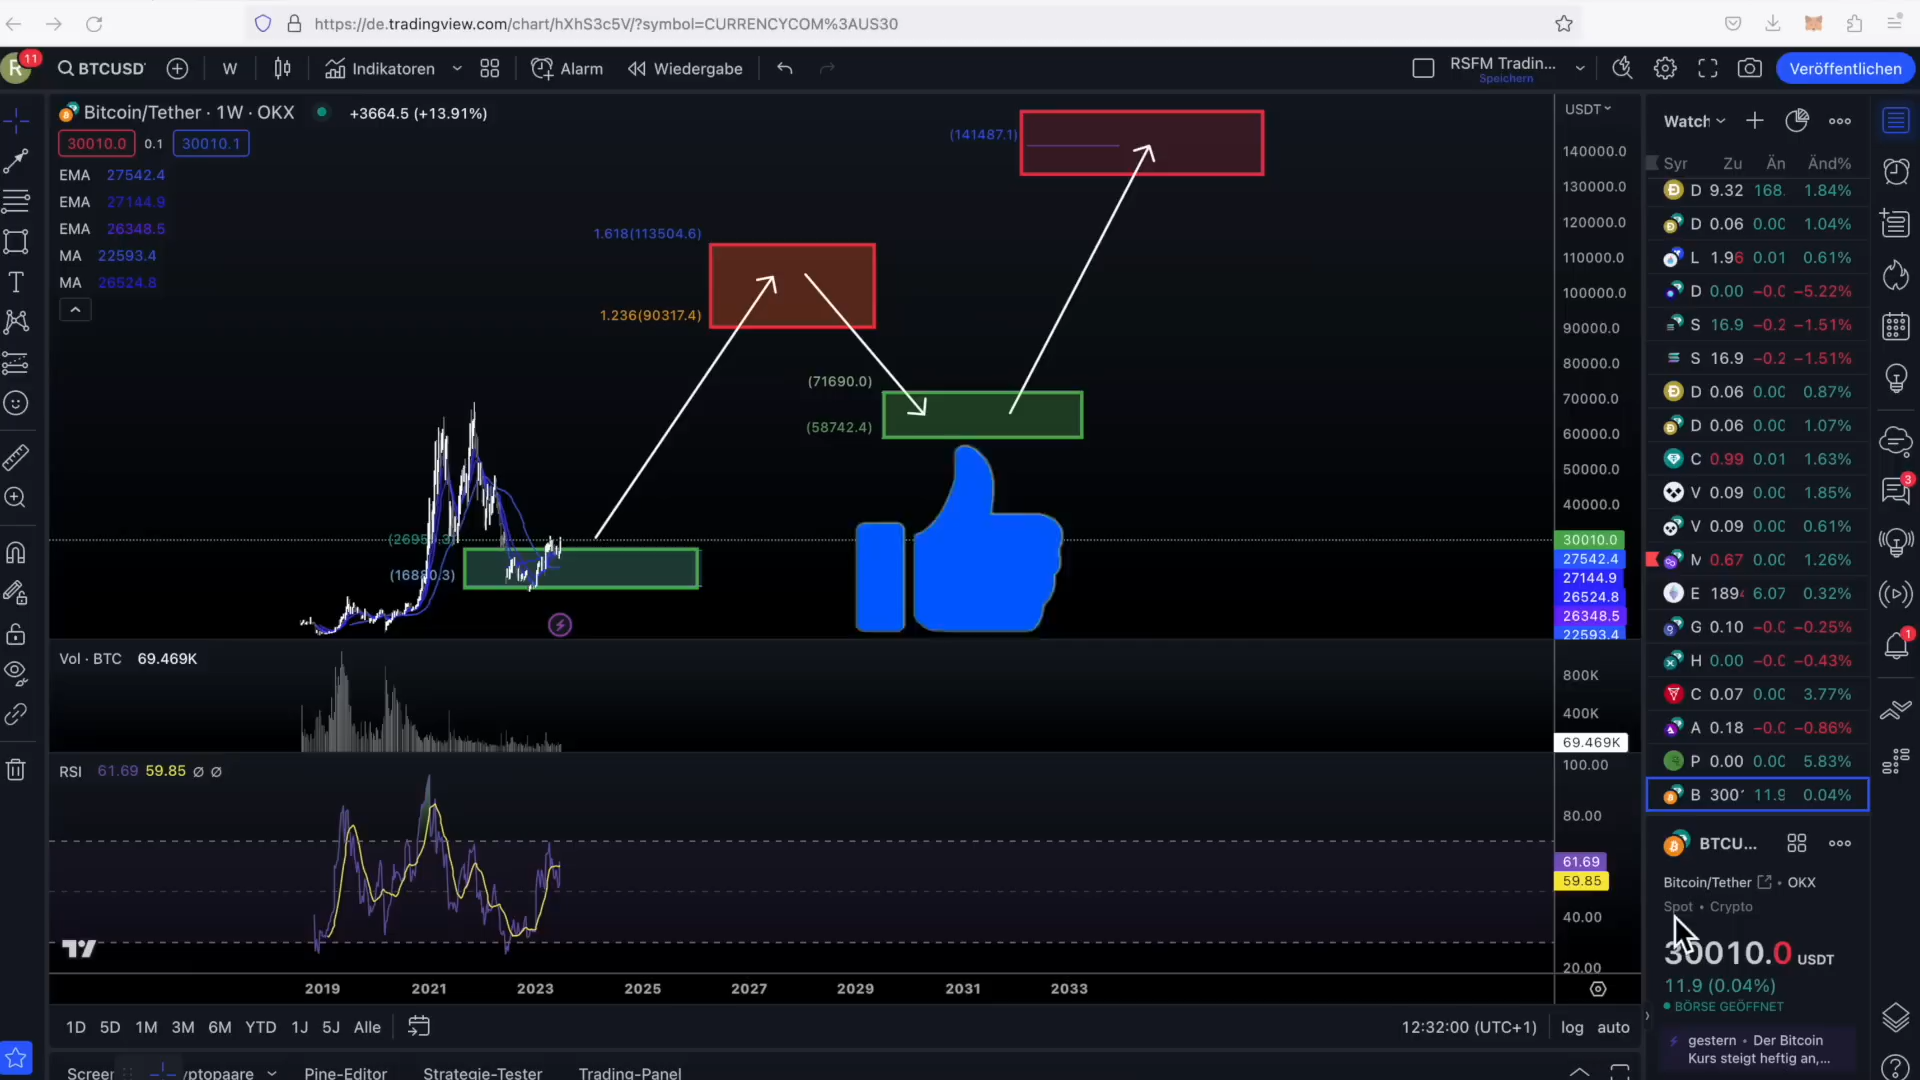 https://de.tradingview.com/chart/hXhS3c5V/?symbol=CURRENCYCOM%3AUS30
R 11 BTCUSD W Indikatoren Alarm Wiedergabe RSFM Tradin... Speichern Veröffentlichen
Bitcoin/Tether · 1W · OKX +3664.5 (+13.91%)
30010.0 0.1 30010.1
EMA 27542.4
EMA 27144.9
EMA 26348.5
MA 22593.4
MA 26524.8
(141487.1)
1.618(113504.6)
1.236(90317.4)
(71690.0)
(58742.4)
USDT
140000.0
130000.0
120000.0
110000.0
100000.0
90000.0
80000.0
70000.0
60000.0
50000.0
40000.0
30010.0
27542.4
27144.9
26524.8
26348.5
22593.4
Vol · BTC 69.469K
800K
400K
69.469K
RSI 61.69 59.85 ∅ ∅
100.00
80.00
61.69
59.85
40.00
20.00
2019 2021 2023 2025 2027 2029 2031 2033
1D 5D 1M 3M 6M YTD 1J 5J Alle 12:32:00 (UTC+1) log auto
Screer yptopaare Pine-Editor Strategie-Tester Trading-Panel
Watch
Syr Zu Än Änd%
D 9.32 168. 1.84%
D 0.06 0.00 1.04%
L 1.96 0.01 0.61%
D 0.00 −0.0 −5.22%
S 16.9 −0.2 −1.51%
S 16.9 −0.2 −1.51%
D 0.06 0.00 0.87%
D 0.06 0.00 1.07%
C 0.99 0.01 1.63%
V 0.09 0.00 1.85%
V 0.09 0.00 0.61%
M 0.67 0.00 1.26%
E 189 6.07 0.32%
G 0.10 −0.0 −0.25%
H 0.00 −0.0 −0.43%
C 0.07 0.00 3.77%
A 0.18 −0.0 −0.86%
P 0.00 0.00 5.83%
B 300 11.9 0.04%
BTCU...
Bitcoin/Tether • OKX
Spot • Crypto
30010.0 USDT
11.9 (0.04%)
BÖRSE GEÖFFNET
gestern • Der Bitcoin
Kurs steigt heftig an,...
3
1